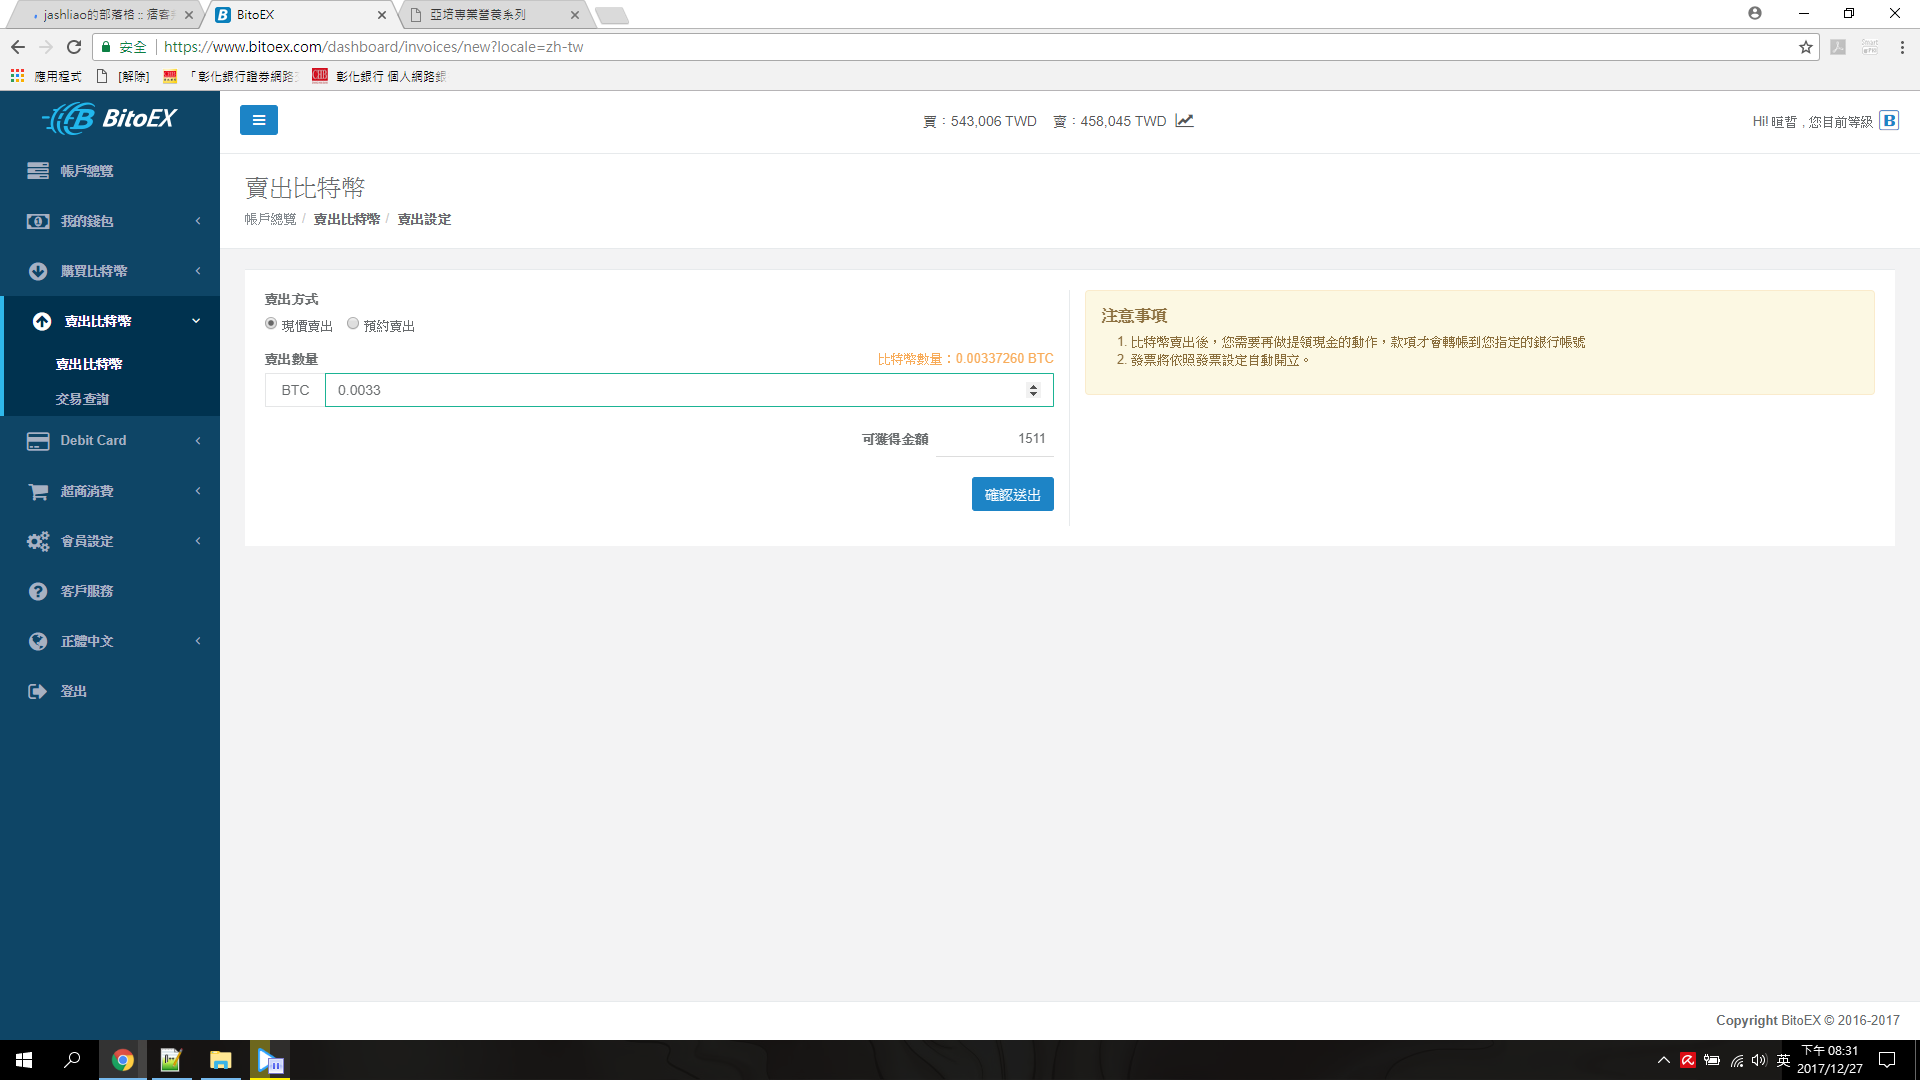 jashliao的部落格 :: 痞客
BitoEX
亞培專業營養系列
安全
https://www.bitoex.com/dashboard/invoices/new?locale=zh-tw
應用程式
[解除]
「彰化銀行證券網路
彰化銀行 個人網路銀
BitoEX
買：543,006 TWD 賣：458,045 TWD
Hi! 暄哲 , 您目前等級 B
帳戶總覽
我的錢包
購買比特幣
賣出比特幣
賣出比特幣
交易查詢
Debit Card
超商消費
會員設定
客戶服務
正體中文
登出
賣出比特幣
帳戶總覽 / 賣出比特幣 / 賣出設定
賣出方式
現價賣出 預約賣出
賣出數量
比特幣數量：0.00337260 BTC
BTC 0.0033
可獲得金額 1511
確認送出
注意事項
1. 比特幣賣出後，您需要再做提領現金的動作，款項才會轉帳到您指定的銀行帳號
2. 發票將依照發票設定自動開立。
Copyright BitoEX © 2016-2017
英
下午 08:31
2017/12/27